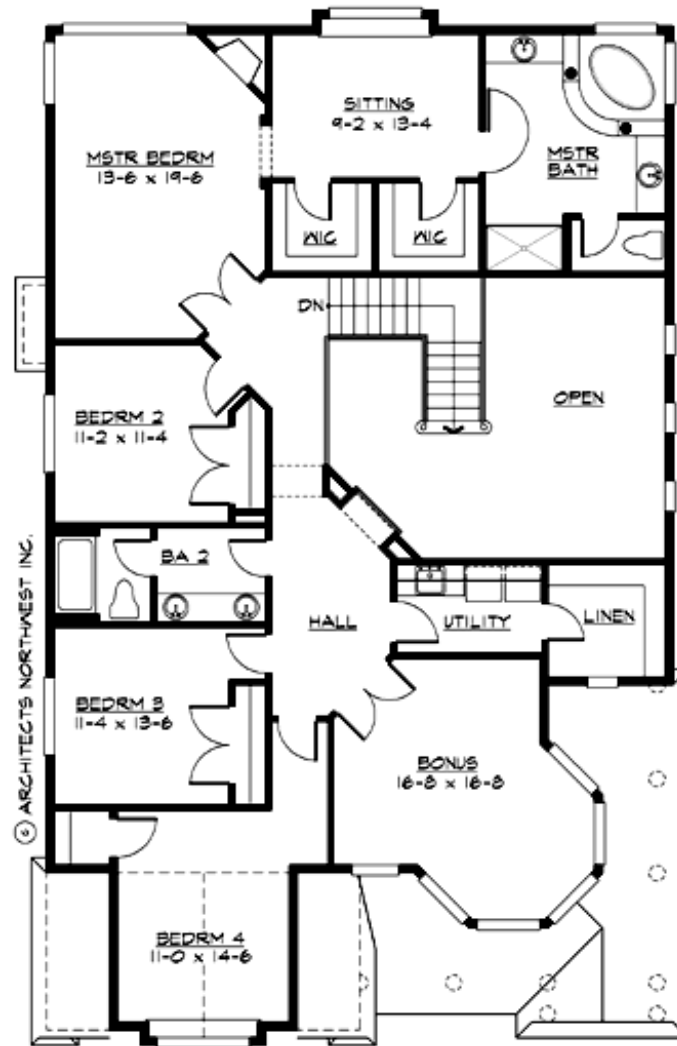 SITTING
9-2 x 13-4
MSTR BEDRM
13-6 x 19-6
MSTR
BATH
WIC
WIC
DN
OPEN
BEDRM 2
11-2 x 11-4
BA 2
HALL
UTILITY
LINEN
BEDRM 3
11-4 x 13-6
BONUS
16-8 x 16-8
BEDRM 4
11-0 x 14-6
© ARCHITECTS NORTHWEST INC.